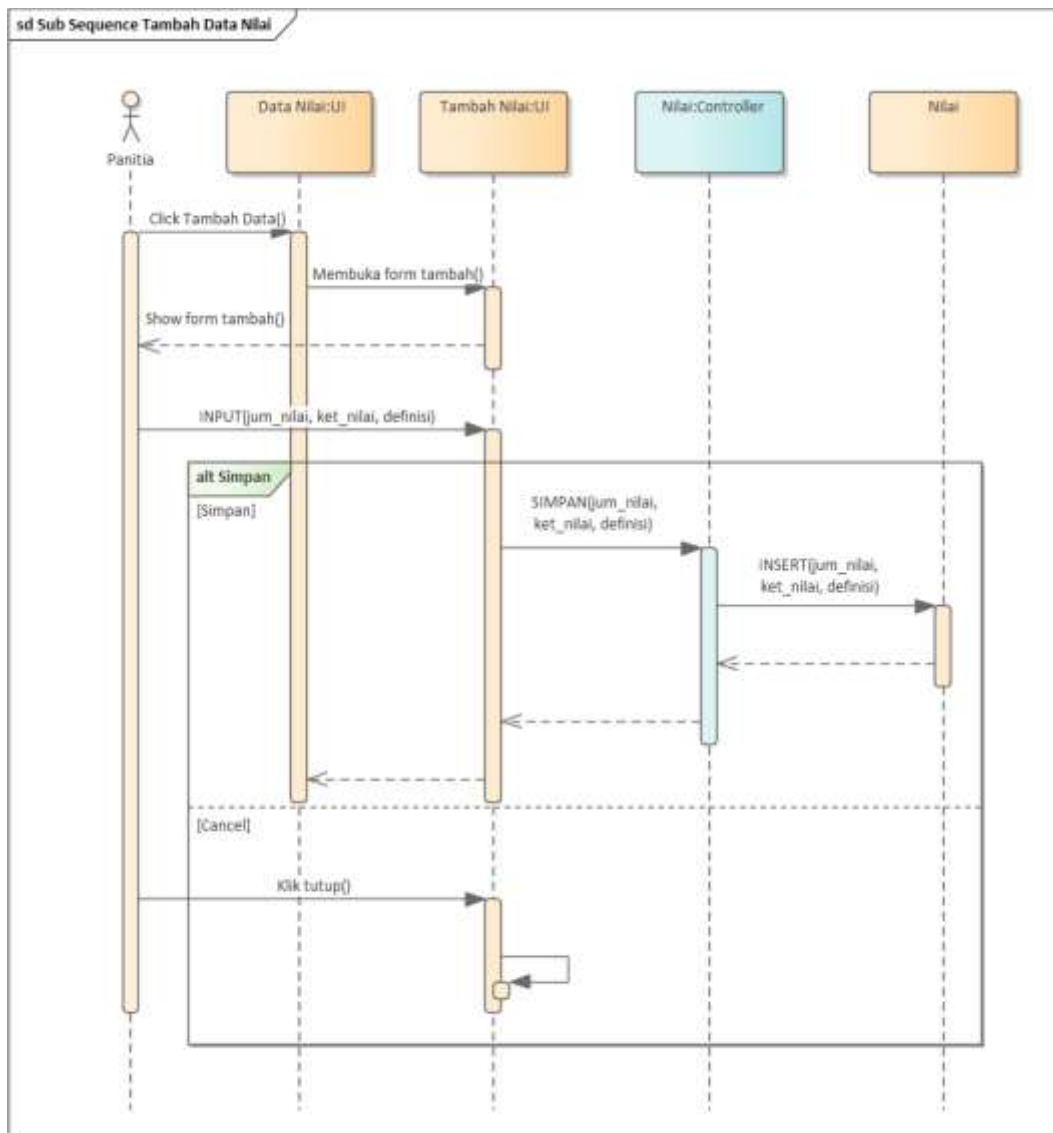 sd Sub Sequence Tambah Data Nilai
Panitia
Data Nilai:UI
Tambah Nilai:UI
Nilai:Controller
Nilai
Click Tambah Data()
Membuka form tambah()
Show form tambah()
INPUT(jum_nilai, ket_nilai, definisi)
alt Simpan
[Simpan]
SIMPAN(jum_nilai,
ket_nilai, definisi)
INSERT(jum_nilai,
ket_nilai, definisi)
[Cancel]
Klik tutup()